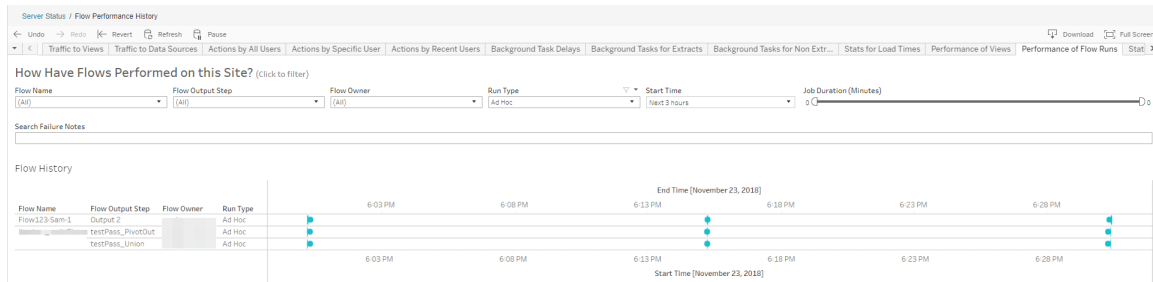 Server Status / Flow Performance History
← Undo → Redo ← Revert Refresh Pause Download Full Screen
Traffic to Views Traffic to Data Sources Actions by All Users Actions by Specific User Actions by Recent Users Background Task Delays Background Tasks for Extracts Background Tasks for Non Extr... Stats for Load Times Performance of Views Performance of Flow Runs Stat
How Have Flows Performed on this Site? (Click to filter)
Flow Name Flow Output Step Flow Owner Run Type Start Time Job Duration (Minutes)
(All) (All) (All) Ad Hoc Next 3 hours 0 0
Search Failure Notes
Flow History
End Time [November 23, 2018]
Flow Name Flow Output Step Flow Owner Run Type 6:03 PM 6:08 PM 6:13 PM 6:18 PM 6:23 PM 6:28 PM
Flow123-Sam-1 Output 2 Ad Hoc
testPass_PivotOut Ad Hoc
testPass_Union Ad Hoc
6:03 PM 6:08 PM 6:13 PM 6:18 PM 6:23 PM 6:28 PM
Start Time [November 23, 2018]